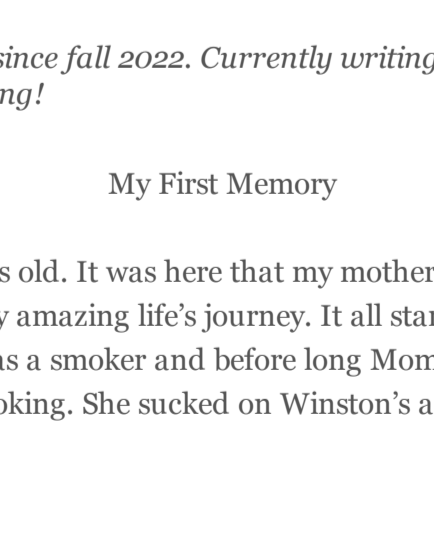 since fall 2022. Currently writing
ng!
My First Memory
s old. It was here that my mother
y amazing life’s journey. It all star
as a smoker and before long Mom
oking. She sucked on Winston’s a